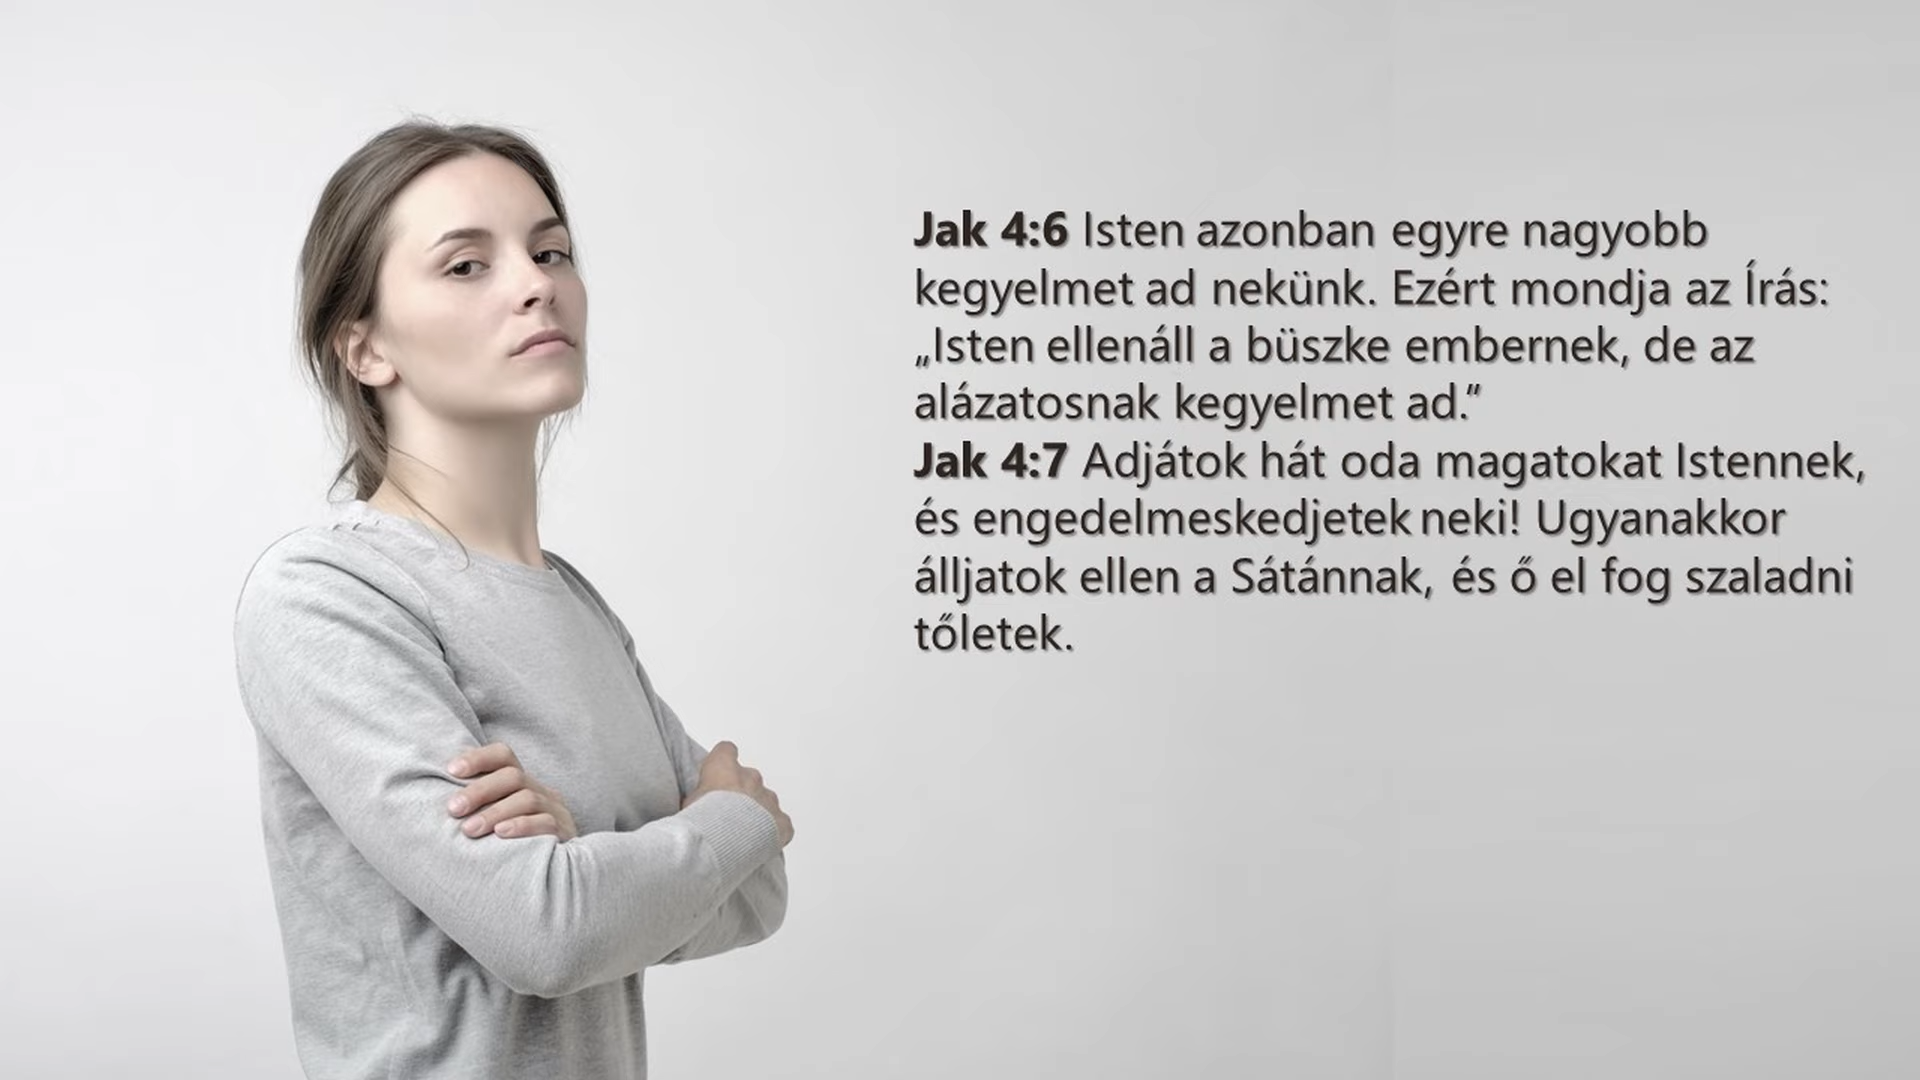 Jak 4:6 Isten azonban egyre nagyobb
kegyelmet ad nekünk. Ezért mondja az Írás:
„Isten ellenáll a büszke embernek, de az
alázatosnak kegyelmet ad.”
Jak 4:7 Adjátok hát oda magatokat Istennek,
és engedelmeskedjetek neki! Ugyanakkor
álljatok ellen a Sátánnak, és ő el fog szaladni
tőletek.